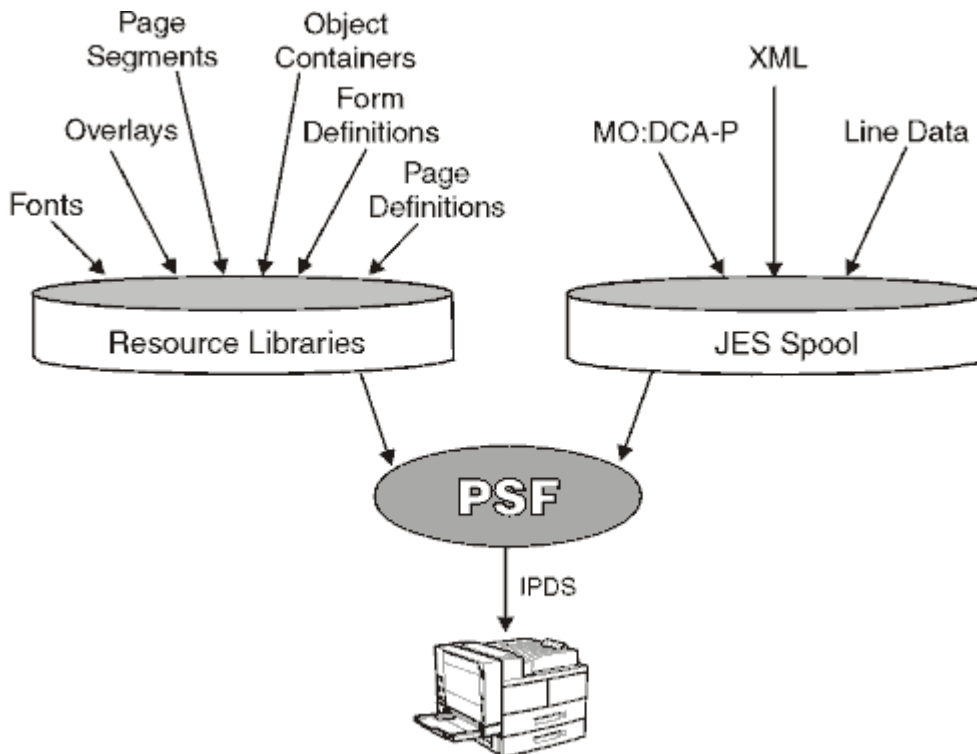 Page
Segments
Object
Containers
XML
Overlays
Form
Definitions
MO:DCA-P
Line Data
Fonts
Page
Definitions
Resource Libraries
JES Spool
PSF
IPDS